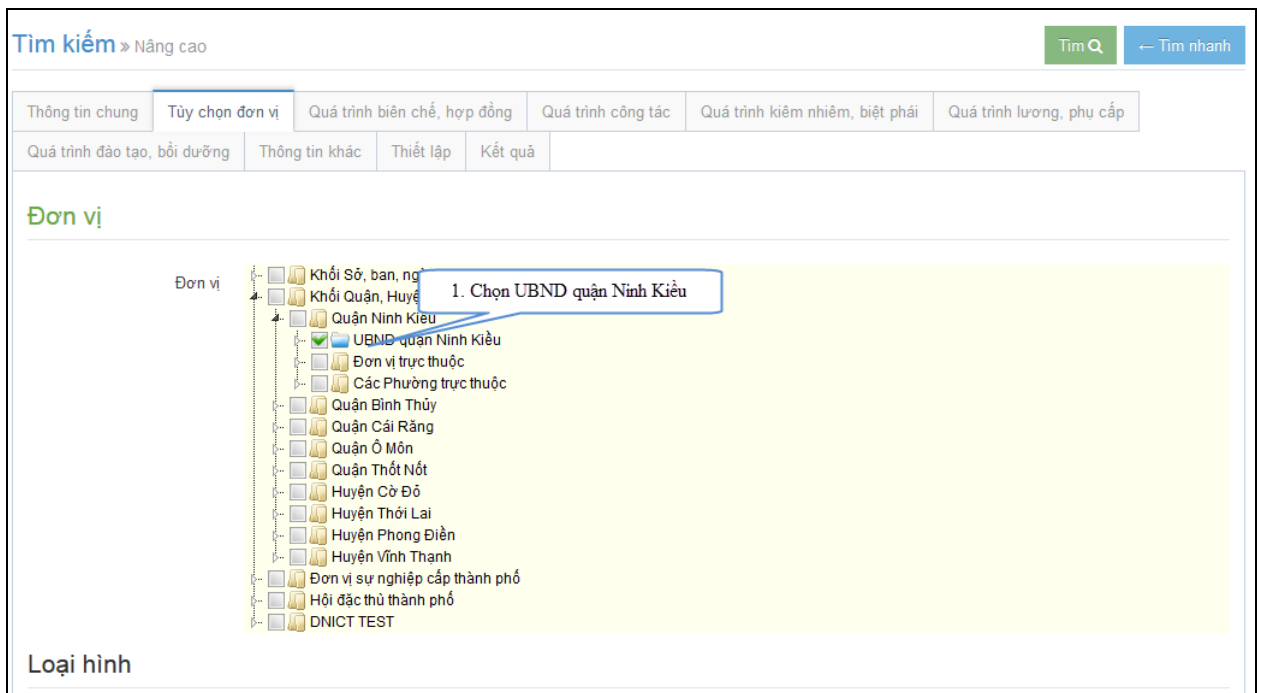 Tìm kiếm » Nâng cao
Tìm ← Tìm nhanh
Thông tin chung Tùy chọn đơn vị Quá trình biên chế, hợp đồng Quá trình công tác Quá trình kiêm nhiệm, biệt phái Quá trình lương, phụ cấp
Quá trình đào tạo, bồi dưỡng Thông tin khác Thiết lập Kết quả
Đơn vị
Đơn vị
Khối Sở, ban,
1. Chọn UBND quận Ninh Kiều
Khối Quận,
Quận Ninh Kiều
UBND quận Ninh Kiều
Đơn vị trực thuộc
Các Phường trực thuộc
Quận Bình Thủy
Quận Cái Răng
Quận Ô Môn
Quận Thốt Nốt
Huyện Cờ Đỏ
Huyện Thới Lai
Huyện Phong Điền
Huyện Vĩnh Thạnh
Đơn vị sự nghiệp cấp thành phố
Hội đặc thù thành phố
DNICT TEST
Loại hình